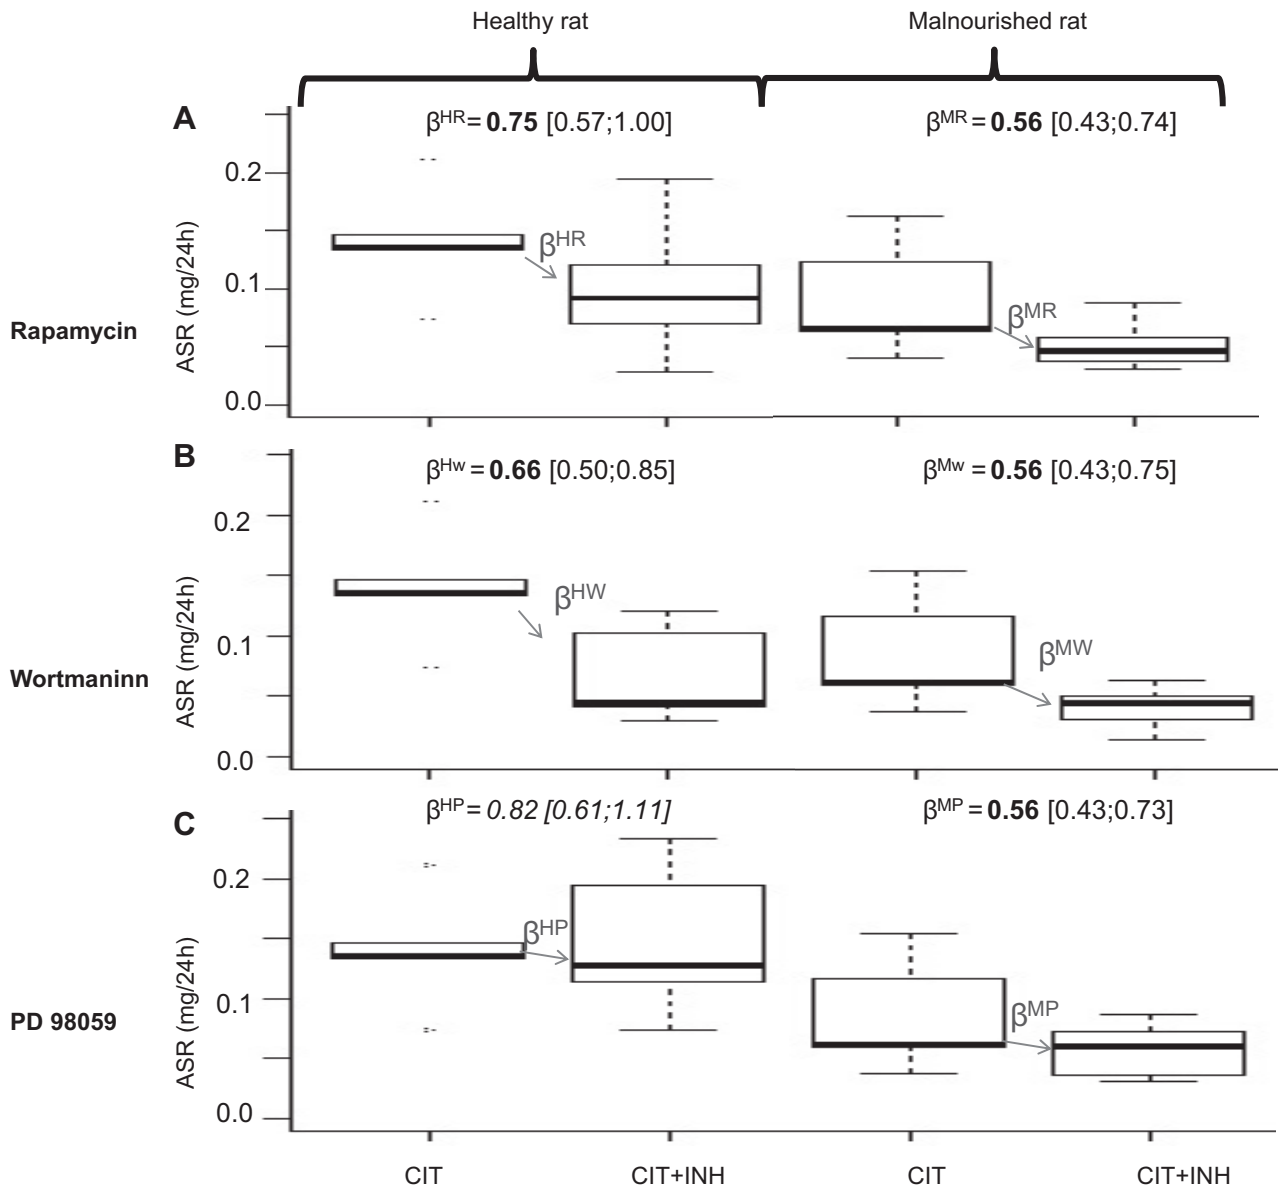 Healthy rat
Malnourished rat
A
βHR = 0.75 [0.57;1.00]
βMR = 0.56 [0.43;0.74]
0.2
0.1
0.0
ASR (mg/24h)
Rapamycin
βHR
βMR
B
βHw = 0.66 [0.50;0.85]
βMw = 0.56 [0.43;0.75]
0.2
0.1
0.0
ASR (mg/24h)
Wortmaninn
βHW
βMW
C
βHP = 0.82 [0.61;1.11]
βMP = 0.56 [0.43;0.73]
0.2
0.1
0.0
ASR (mg/24h)
PD 98059
βHP
βMP
CIT
CIT+INH
CIT
CIT+INH